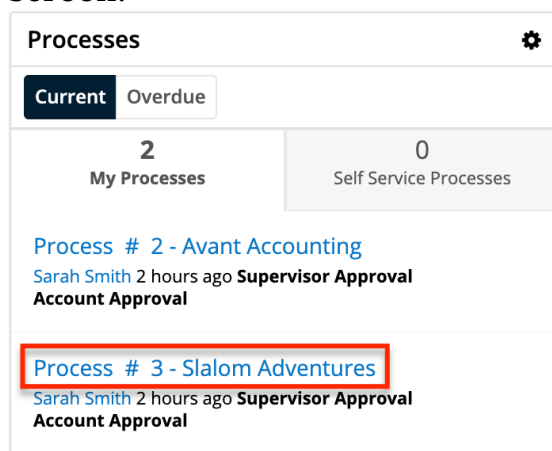 Processes
Current Overdue
2 0
My Processes Self Service Processes
Process # 2 - Avant Accounting
Sarah Smith 2 hours ago Supervisor Approval
Account Approval
Process # 3 - Slalom Adventures
Sarah Smith 2 hours ago Supervisor Approval
Account Approval